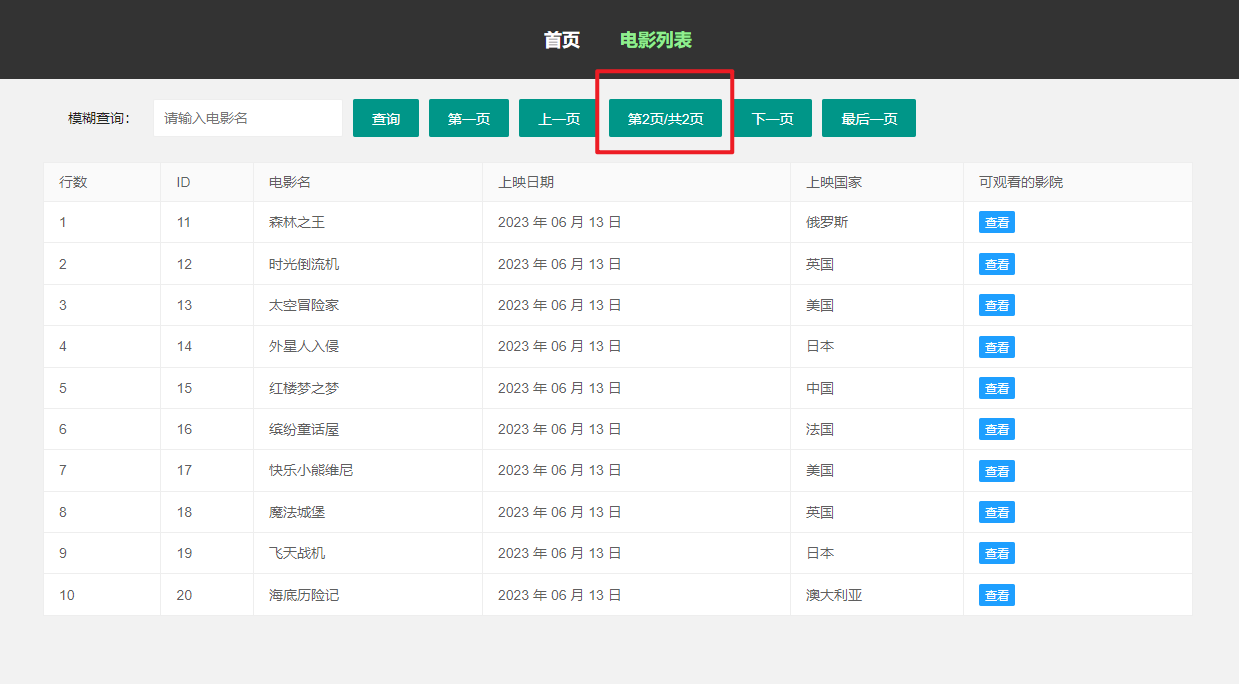 首页 电影列表
模糊查询： 请输入电影名 查询 第一页 上一页 第2页/共2页 下一页 最后一页
行数 ID 电影名 上映日期 上映国家 可观看的影院
1 11 森林之王 2023 年 06 月 13 日 俄罗斯 查看
2 12 时光倒流机 2023 年 06 月 13 日 英国 查看
3 13 太空冒险家 2023 年 06 月 13 日 美国 查看
4 14 外星人入侵 2023 年 06 月 13 日 日本 查看
5 15 红楼梦之梦 2023 年 06 月 13 日 中国 查看
6 16 缤纷童话屋 2023 年 06 月 13 日 法国 查看
7 17 快乐小熊维尼 2023 年 06 月 13 日 美国 查看
8 18 魔法城堡 2023 年 06 月 13 日 英国 查看
9 19 飞天战机 2023 年 06 月 13 日 日本 查看
10 20 海底历险记 2023 年 06 月 13 日 澳大利亚 查看